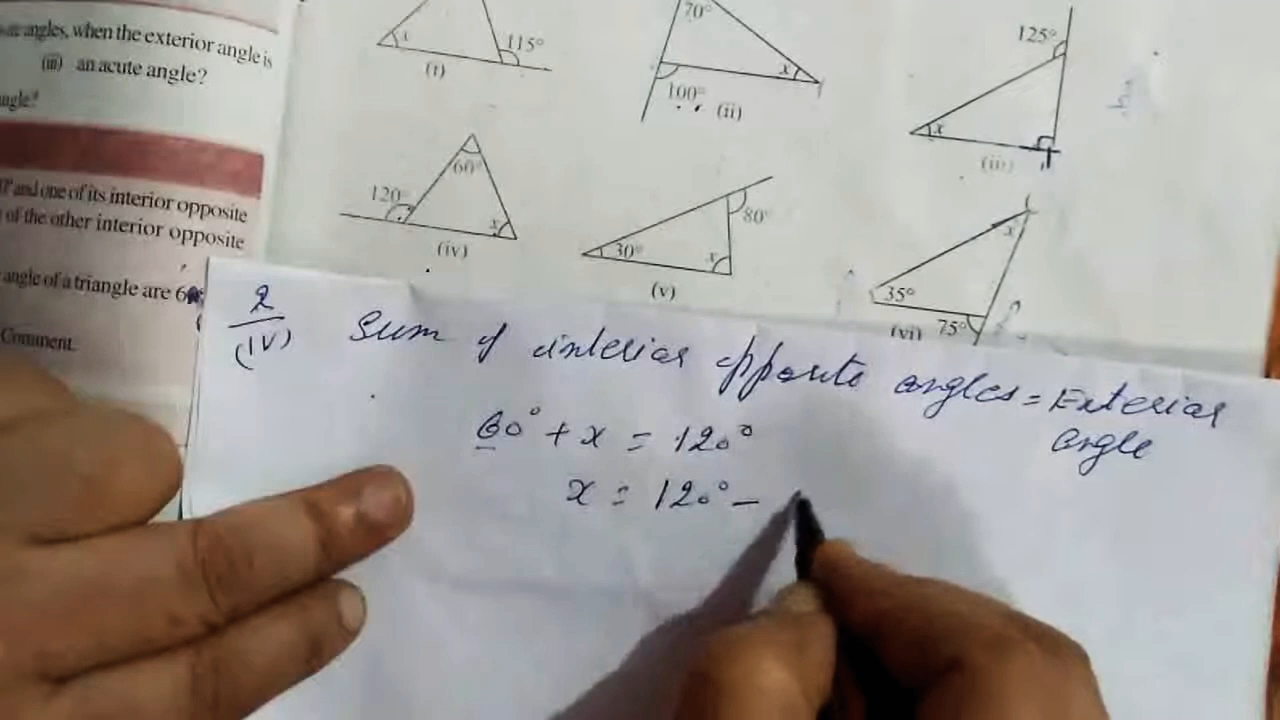 angles, when the exterior angle is
(iii) an acute angle?
angle?
and one of its interior opposite
of the other interior opposite
angle of a triangle are 6
Comment.
x
115°
(i)
70°
x
100°
(ii)
125°
x
(iii)
60°
120°
x
(iv)
30°
80°
x
(v)
x
35°
75°
(vi)
2
(IV)
Sum of interior opposite angles = Exterior
angle
60° + x = 120°
x = 120° –